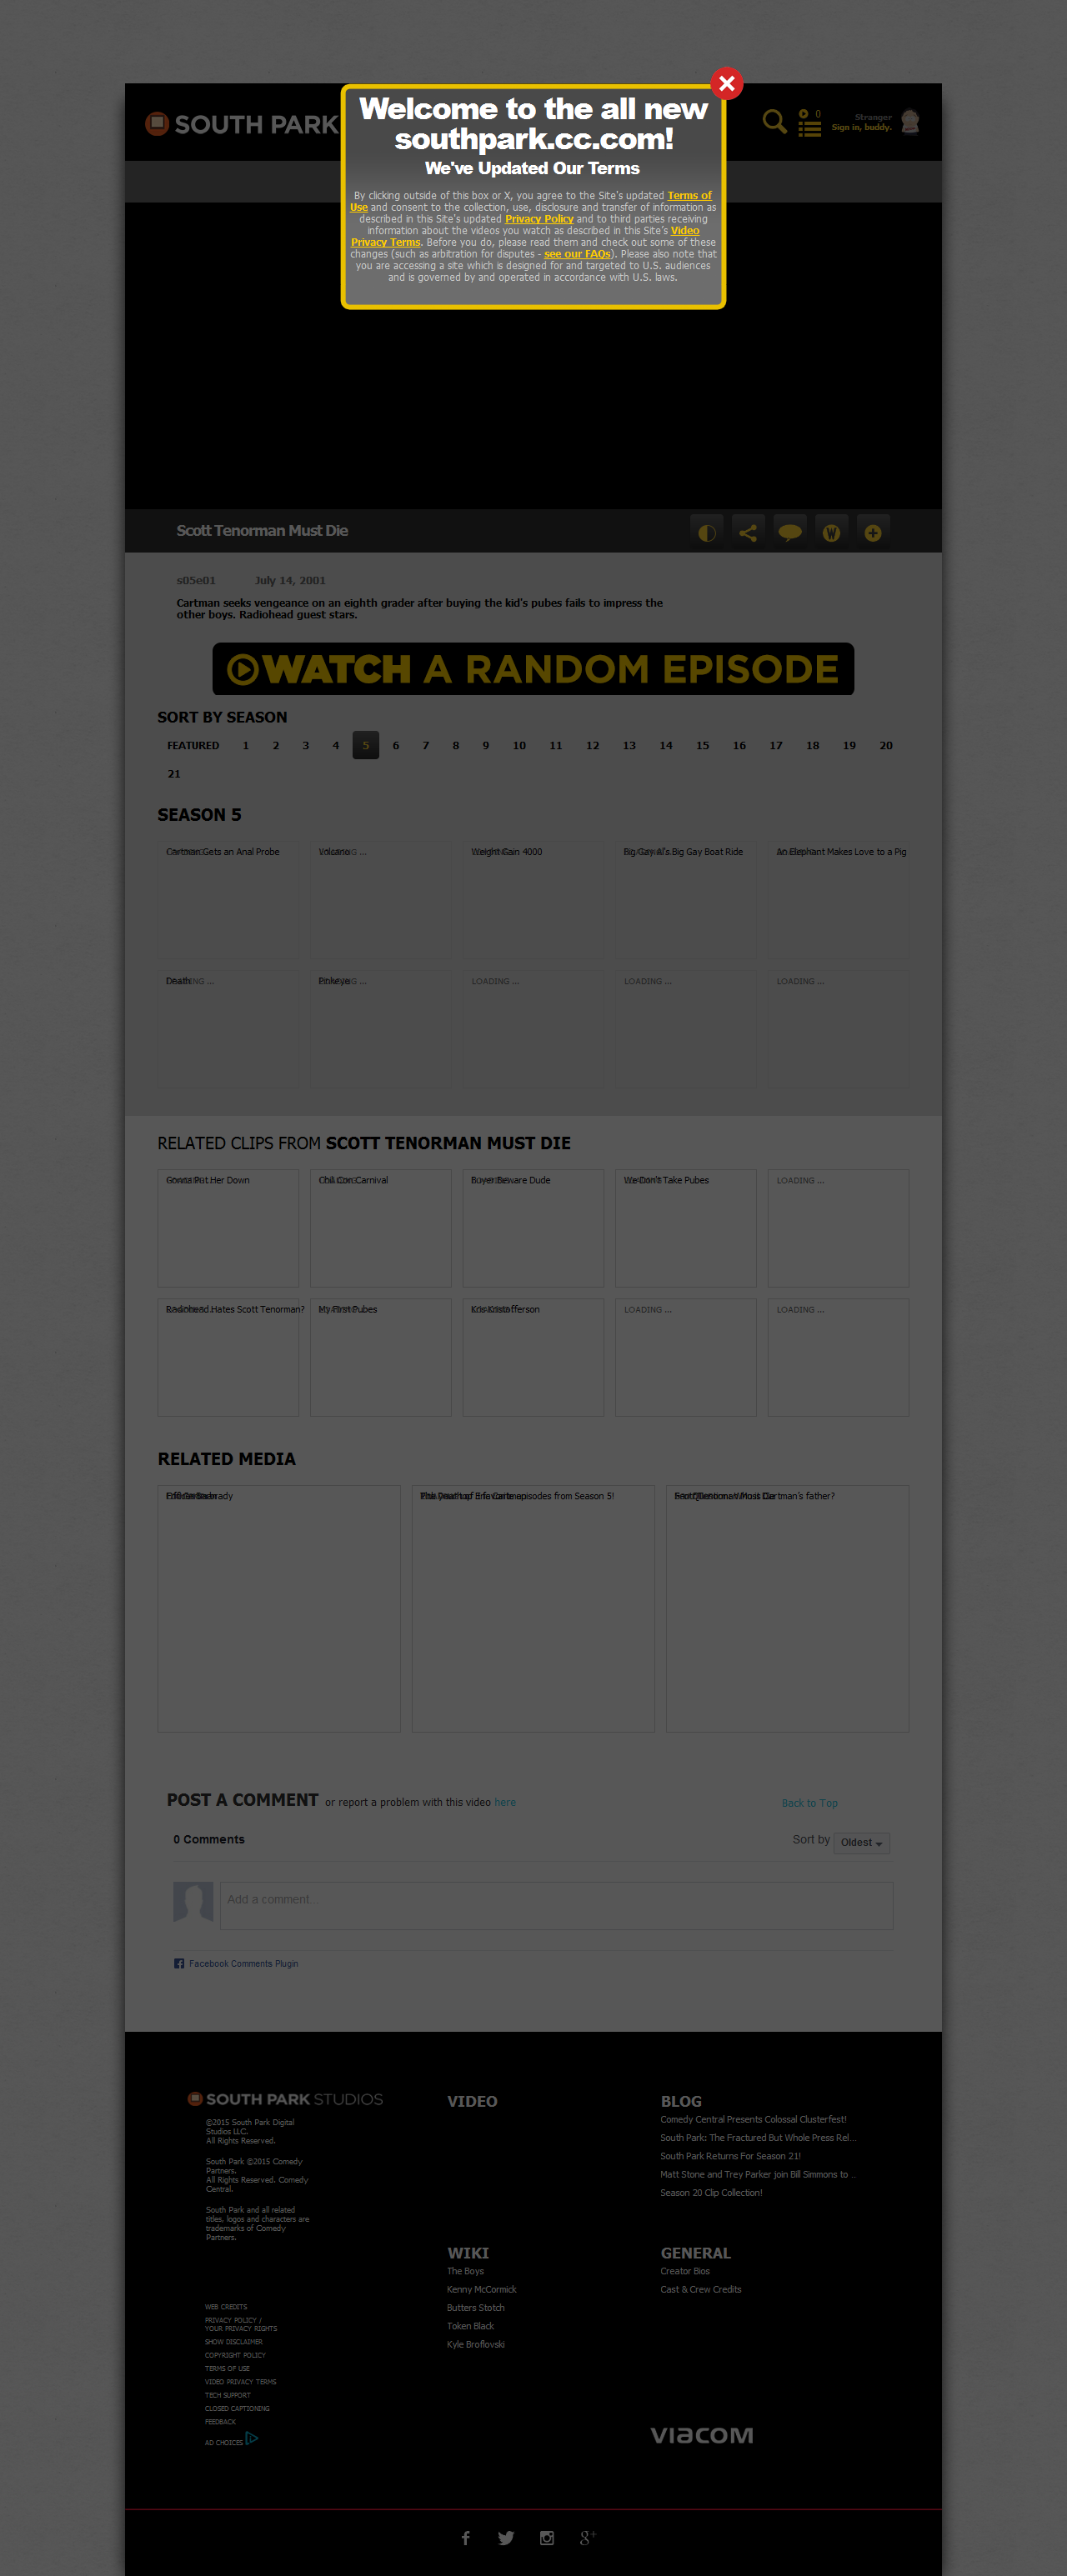 SOUTH PARK
Welcome to the all new
southpark.cc.com!
We've Updated Our Terms
0
Stranger
Sign in, buddy.
By clicking outside of this box or X, you agree to the Site's updated Terms of
Use and consent to the collection, use, disclosure and transfer of information as
described in this Site's updated Privacy Policy and to third parties receiving
information about the videos you watch as described in this Site's Video
Privacy Terms. Before you do, please read them and check out some of these
changes (such as arbitration for disputes - see our FAQs). Please also note that
you are accessing a site which is designed for and targeted to U.S. audiences
and is governed by and operated in accordance with U.S. laws.
Scott Tenorman Must Die
W
s05e01 July 14, 2001
Cartman seeks vengeance on an eighth grader after buying the kid's pubes fails to impress the
other boys. Radiohead guest stars.
WATCH A RANDOM EPISODE
SORT BY SEASON
FEATURED 1 2 3 4 5 6 7 8 9 10 11 12 13 14 15 16 17 18 19 20
21
SEASON 5
Cartman Gets an Anal Probe
Volcano
Weight Gain 4000
Big Gay Al's Big Gay Boat Ride
An Elephant Makes Love to a Pig
Death
Pinkeye
LOADING ...
LOADING ...
LOADING ...
RELATED CLIPS FROM SCOTT TENORMAN MUST DIE
Gonna Put Her Down
Chili Con Carnival
Buyer Beware Dude
We Don't Take Pubes
LOADING ...
Radiohead Hates Scott Tenorman?
My First Pubes
Kris Kristofferson
LOADING ...
LOADING ...
RELATED MEDIA
episodes from Season 5!
Cartman's father?
POST A COMMENT or report a problem with this video here
Back to Top
0 Comments
Sort by Oldest
Add a comment...
Facebook Comments Plugin
SOUTH PARK STUDIOS
©2015 South Park Digital
Studios LLC.
All Rights Reserved.
South Park ©2015 Comedy
Partners.
All Rights Reserved. Comedy
Central.
South Park and all related
titles, logos and characters are
trademarks of Comedy
Partners.
WEB CREDITS
PRIVACY POLICY /
YOUR PRIVACY RIGHTS
SHOW DISCLAIMER
COPYRIGHT POLICY
TERMS OF USE
VIDEO PRIVACY TERMS
TECH SUPPORT
CLOSED CAPTIONING
FEEDBACK
AD CHOICES
VIDEO
BLOG
Comedy Central Presents Colossal Clusterfest!
South Park: The Fractured But Whole Press Rel...
South Park Returns For Season 21!
Matt Stone and Trey Parker join Bill Simmons to ...
Season 20 Clip Collection!
WIKI
The Boys
Kenny McCormick
Butters Stotch
Token Black
Kyle Broflovski
GENERAL
Creator Bios
Cast & Crew Credits
VIACOM